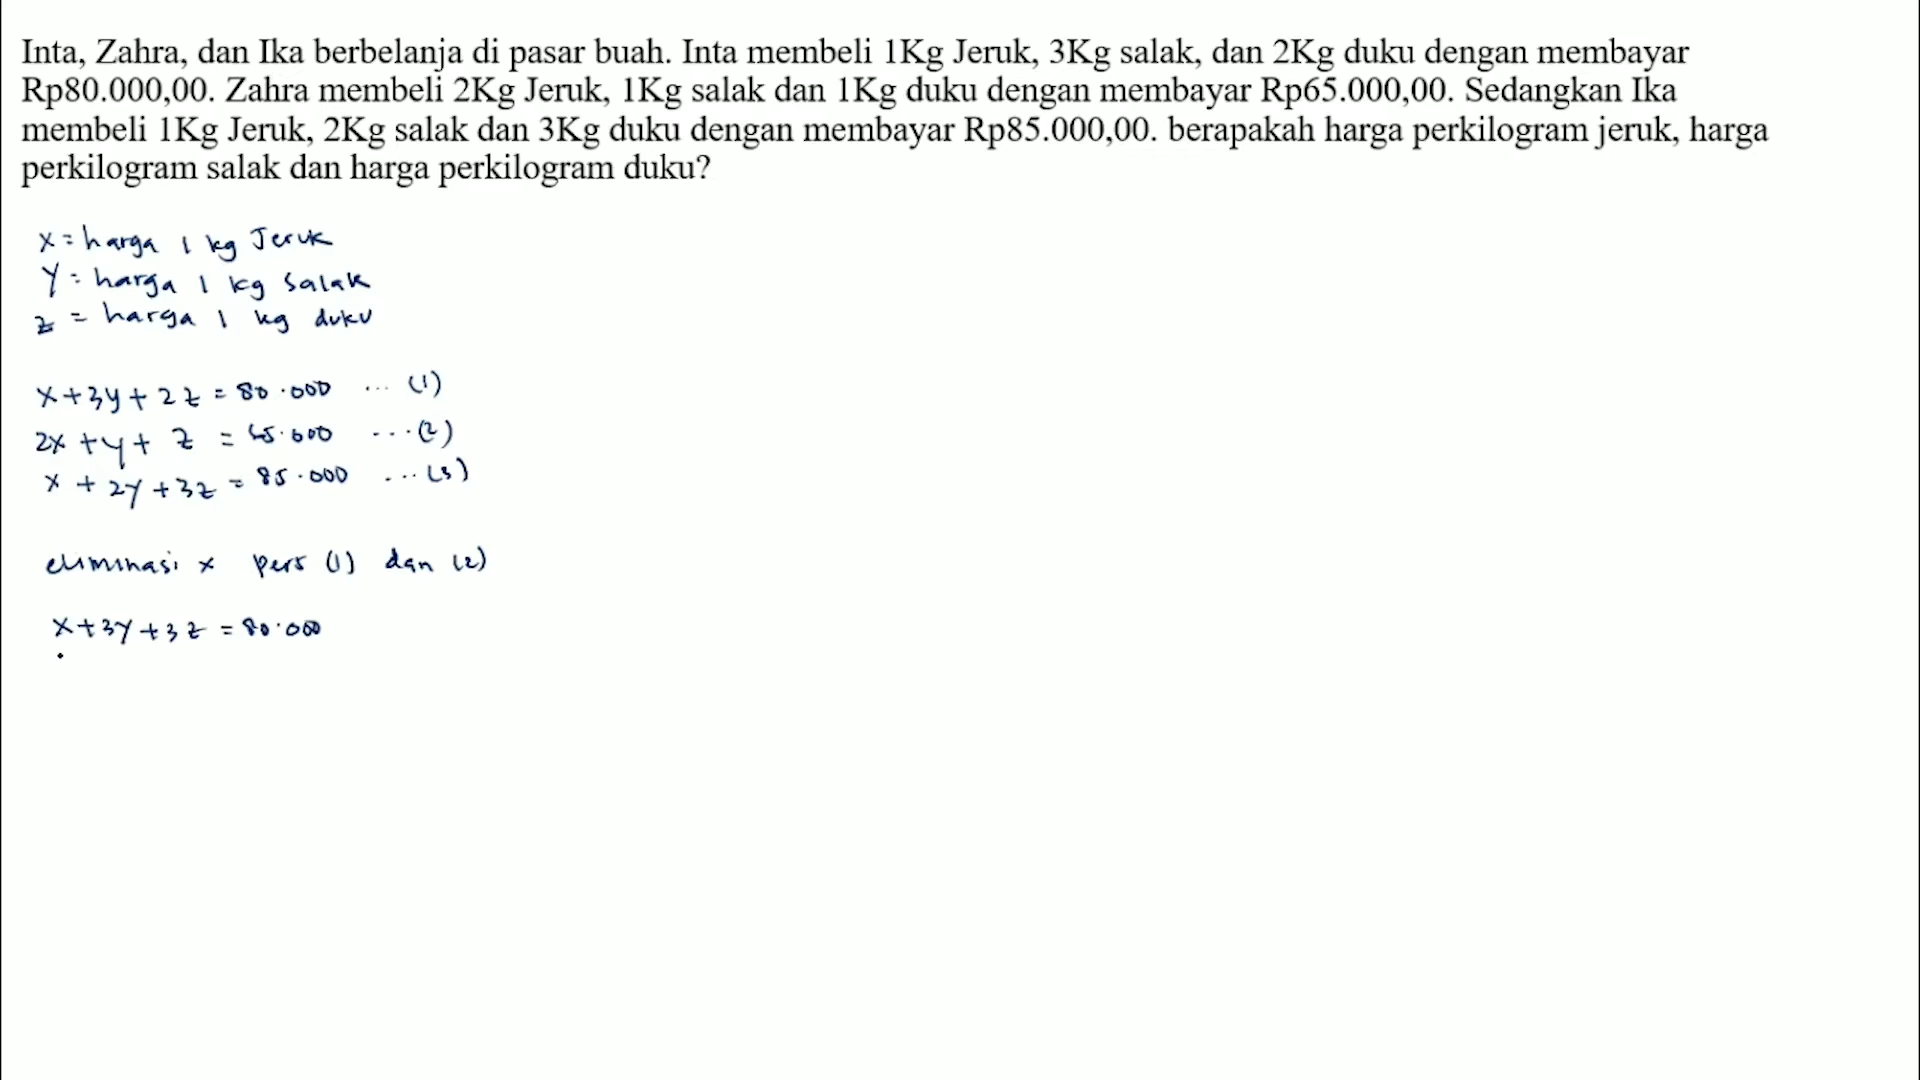 Inta, Zahra, dan Ika berbelanja di pasar buah. Inta membeli 1Kg Jeruk, 3Kg salak, dan 2Kg duku dengan membayar
Rp80.000,00. Zahra membeli 2Kg Jeruk, 1Kg salak dan 1Kg duku dengan membayar Rp65.000,00. Sedangkan Ika
membeli 1Kg Jeruk, 2Kg salak dan 3Kg duku dengan membayar Rp85.000,00. berapakah harga perkilogram jeruk, harga
perkilogram salak dan harga perkilogram duku?
x = harga 1 kg Jeruk
Y = harga 1 kg Salak
z = harga 1 kg duku
x+3y+2z = 80.000 ... (1)
2x+y+z = 65.000 ... (2)
x+2y+3z = 85.000 ... (3)
eliminasi x pers (1) dan (2)
x+3y+3z = 80.000